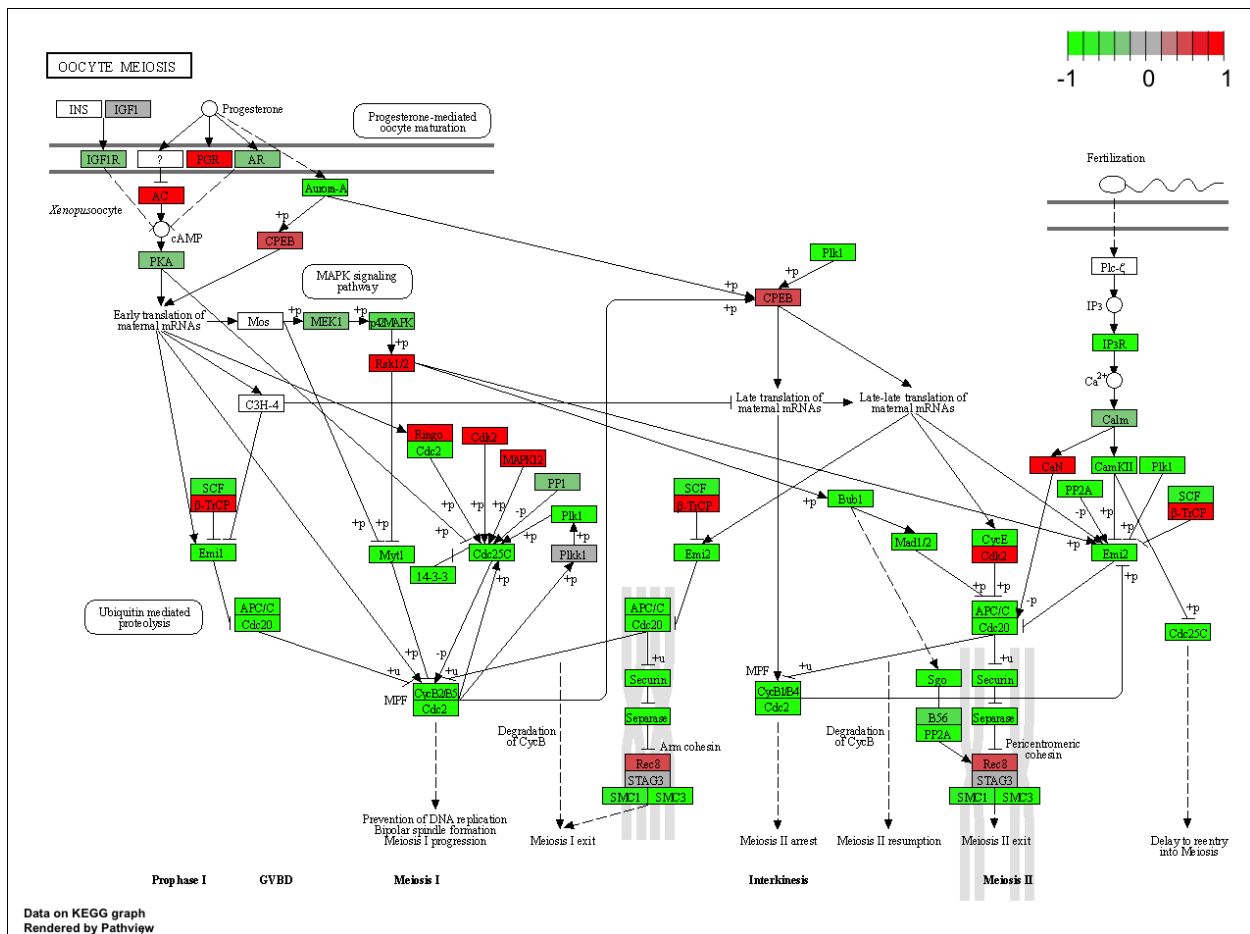 OOCYTE MEIOSIS
-1 0 1
INS IGF1
Progesterone
Progesterone-mediated
oocyte maturation
IGF1R ? PGR AR
Fertilization
AC
Aurora-A
Xenopus oocyte
cAMP
+p
CPEB
PKA
MAPK signaling
pathway
Plk1
+p
+p
CPEB
+p
Plc-ζ
IP3
Early translation of
maternal mRNAs
Mos
+p
MEK1
+p
p42MAPK
+p
Rsk1/2
IP3R
Ca2+
C3H-4
Late translation of
maternal mRNAs
Late-late translation of
maternal mRNAs
Calm
Ringo
Cdc2
Cdk2
MAPK12
PP1
CaN
CamKII
Plk1
PP2A
SCF
β-TrCP
SCF
β-TrCP
SCF
β-TrCP
+p
+p
+p
+p
-p
+p
Plk1
+p
Bub1
-p
+p
+p
+p
+p
+p
CycE
Cdk2
Mad1/2
Emi1
Myt1
Cdc25C
Plkk1
Emi2
+p
Emi2
+p
14-3-3
+p
+p
+p
Ubiquitin mediated
proteolysis
APC/C
Cdc20
APC/C
Cdc20
APC/C
Cdc20
-p
+p
Cdc25C
+p
-p
+u
+u
+u
MPF
CycB2/B5
Cdc2
Securin
Separase
MPF
+u
CycB1/B4
Cdc2
Sgo
+u
Securin
B56
PP2A
Separase
Degradation
of CycB
Arm cohesin
Degradation
of CycB
Pericentromeric
cohesin
Rec8
STAG3
SMC1 SMC3
Rec8
STAG3
SMC1 SMC3
Prevention of DNA replication
Bipolar spindle formation
Meiosis I progression
Meiosis I exit
Meiosis II arrest
Meiosis II resumption
Meiosis II exit
Delay to reentry
into Meiosis
Prophase I GVBD Meiosis I Interkinesis Meiosis II
Data on KEGG graph
Rendered by Pathview